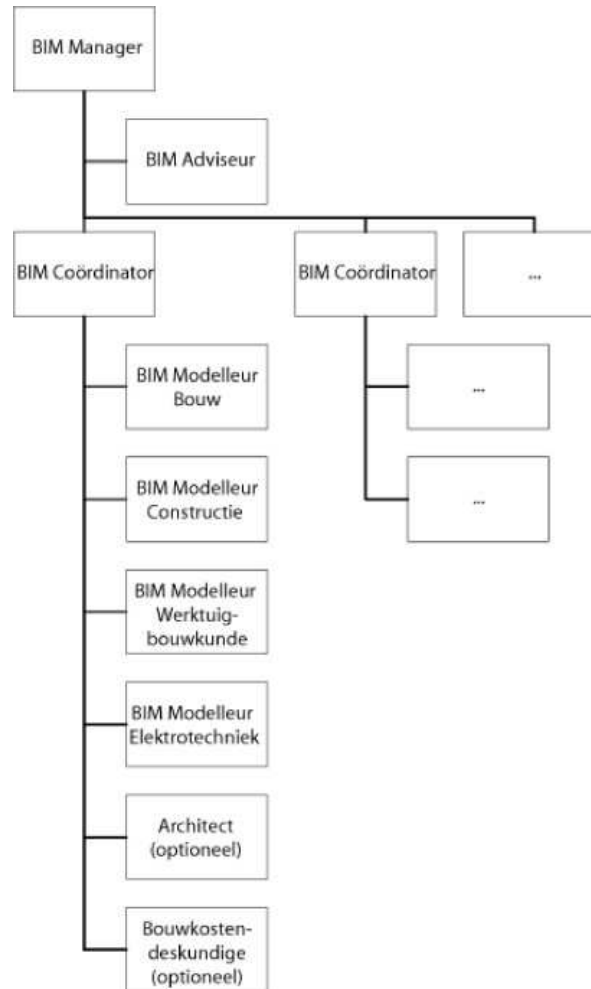 BIM Manager
BIM Adviseur
BIM Coördinator
BIM Coördinator
...
BIM Modelleur
Bouw
...
BIM Modelleur
Constructie
...
BIM Modelleur
Werktuig-
bouwkunde
BIM Modelleur
Elektrotechniek
Architect
(optioneel)
Bouwkosten-
deskundige
(optioneel)